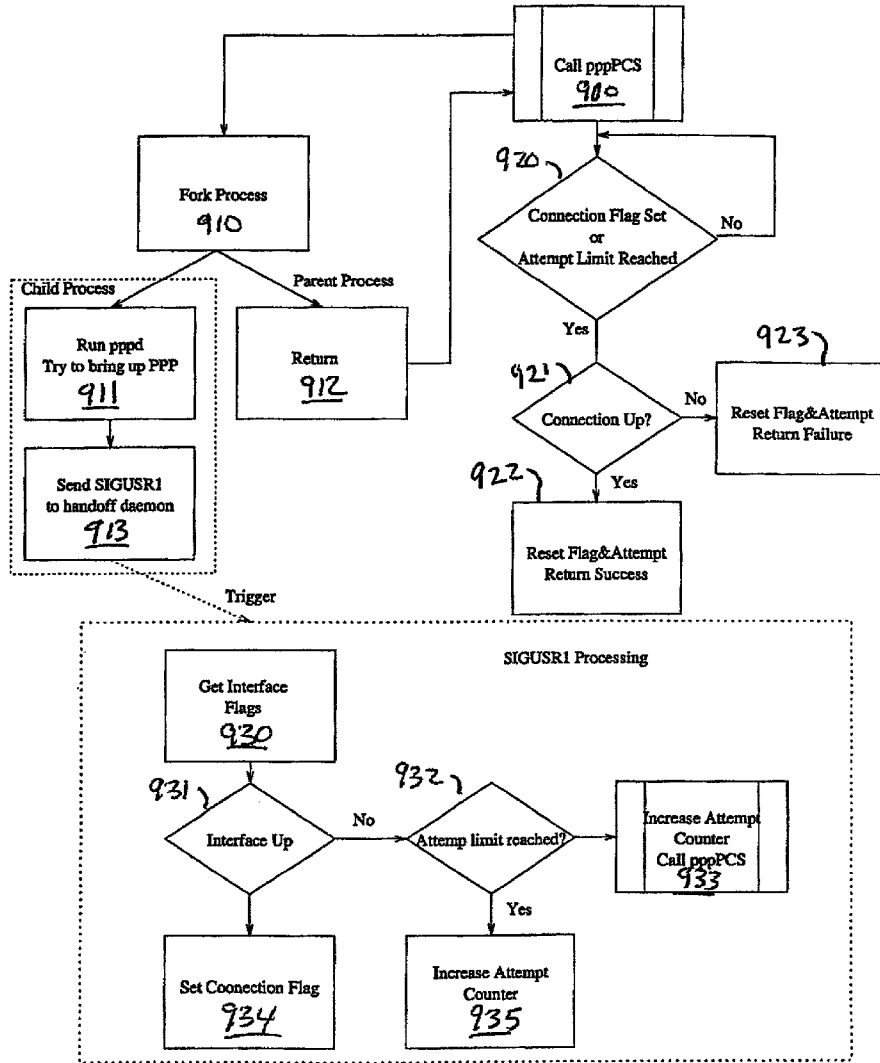 Call pppPCS
900
920
Fork Process
910
Connection Flag Set
or
Attempt Limit Reached
No
Child Process
Parent Process
Run pppd
Try to bring up PPP
911
Return
912
Yes
921
Connection Up?
No
923
Reset Flag&Attempt
Return Failure
Send SIGUSR1
to handoff daemon
913
922
Yes
Reset Flag&Attempt
Return Success
Trigger
SIGUSR1 Processing
Get Interface
Flags
930
931
Interface Up
No
932
Attemp limit reached?
Increase Attempt
Counter
Call pppPCS
933
Yes
Set Coonection Flag
934
Increase Attempt
Counter
935